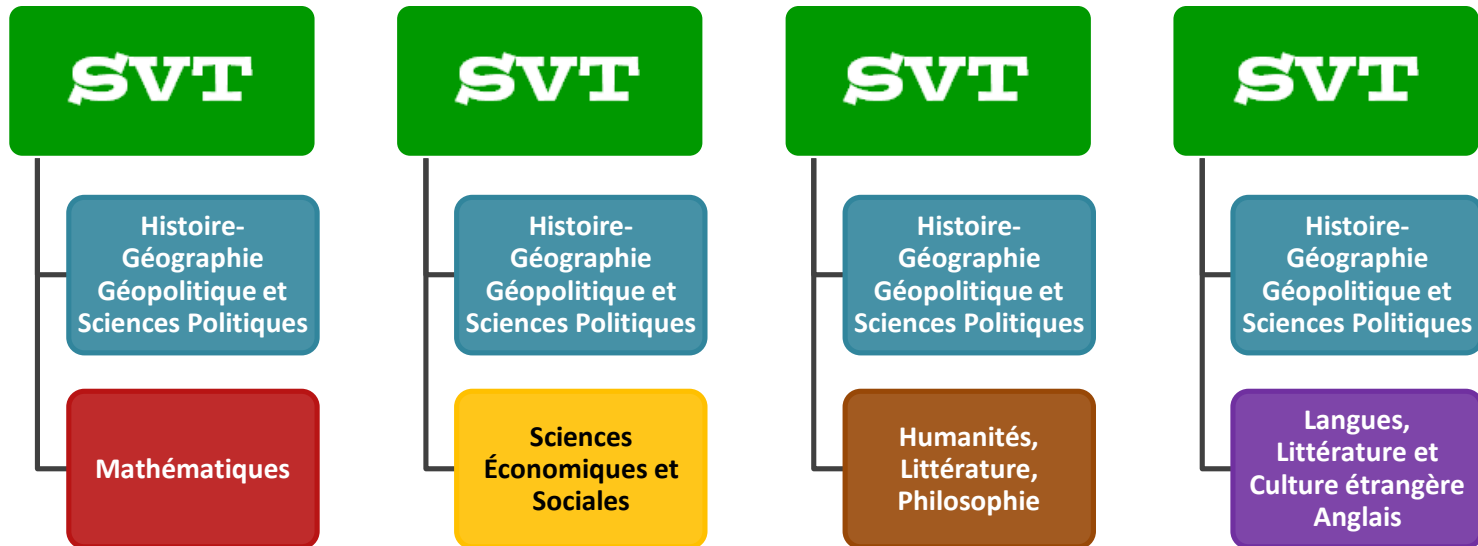 SVT
Histoire-
Géographie
Géopolitique et
Sciences Politiques
Mathématiques
SVT
Histoire-
Géographie
Géopolitique et
Sciences Politiques
Sciences
Économiques et
Sociales
SVT
Histoire-
Géographie
Géopolitique et
Sciences Politiques
Humanités,
Littérature,
Philosophie
SVT
Histoire-
Géographie
Géopolitique et
Sciences Politiques
Langues,
Littérature et
Culture étrangère
Anglais